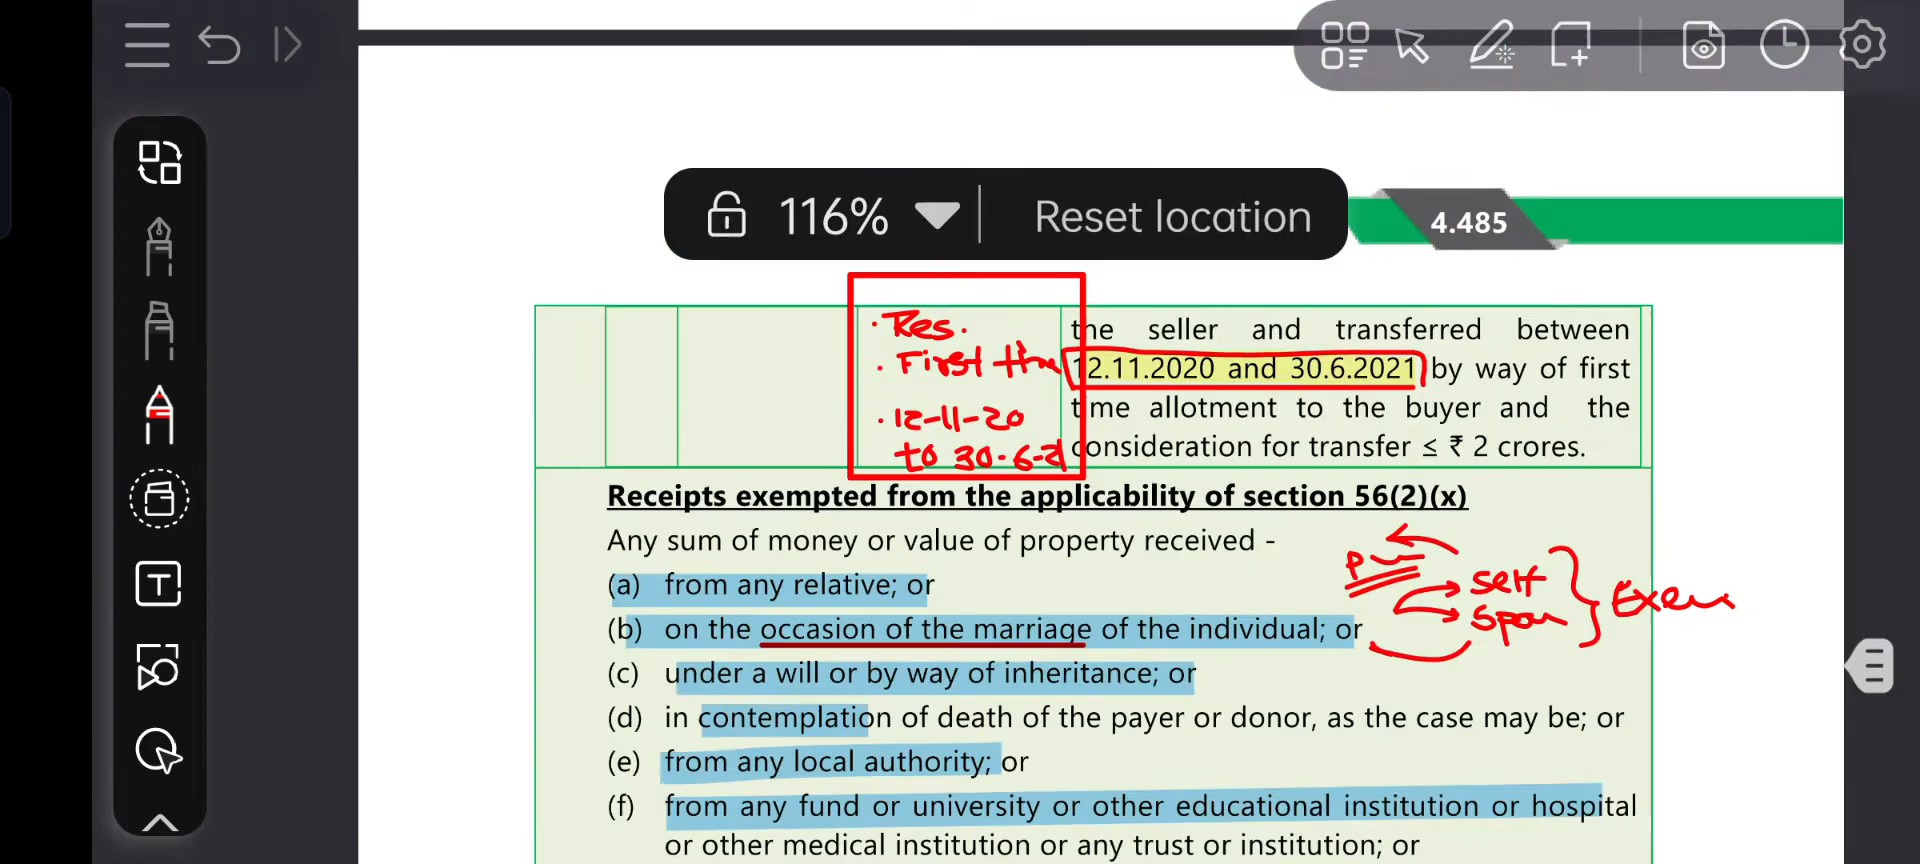 116% Reset location
4.485
the seller and transferred between
12.11.2020 and 30.6.2021 by way of first
time allotment to the buyer and the
consideration for transfer ≤ ₹ 2 crores.
· Res.
· First
· 12-11-20
to 30.6.21
Receipts exempted from the applicability of section 56(2)(x)
Any sum of money or value of property received -
(a) from any relative; or
(b) on the occasion of the marriage of the individual; or
(c) under a will or by way of inheritance; or
(d) in contemplation of death of the payer or donor, as the case may be; or
(e) from any local authority; or
(f) from any fund or university or other educational institution or hospital
or other medical institution or any trust or institution; or
self
T